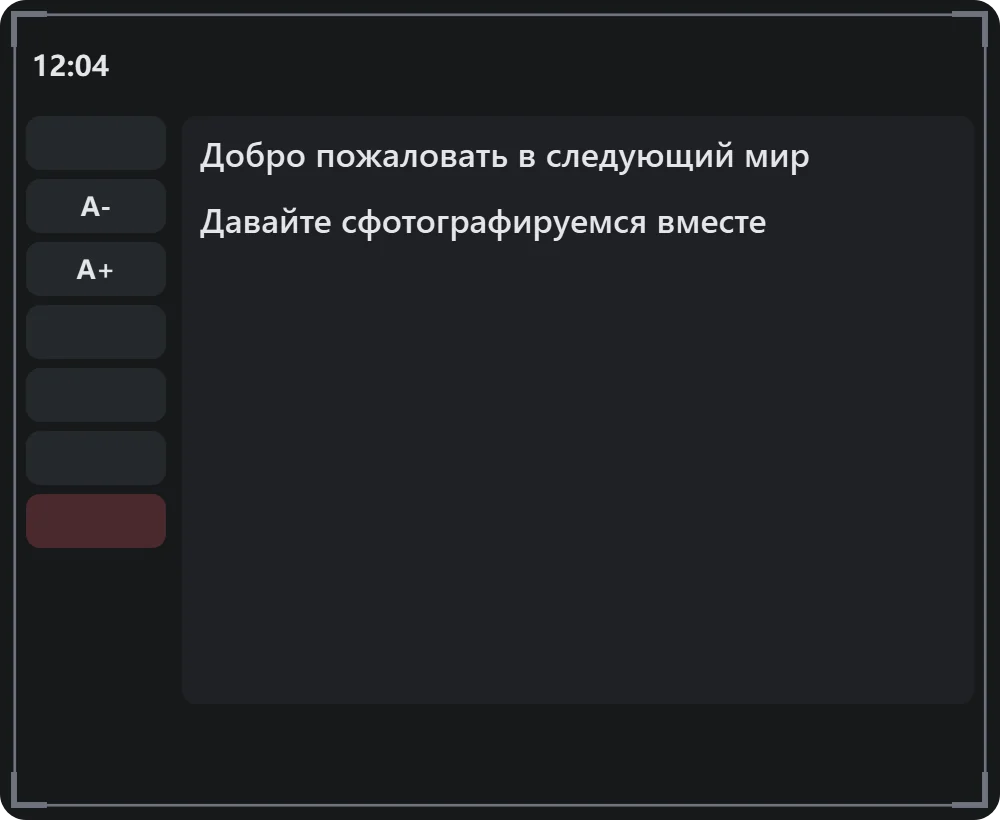 12:04
A-
A+
Добро пожаловать в следующий мир
Давайте сфотографируемся вместе